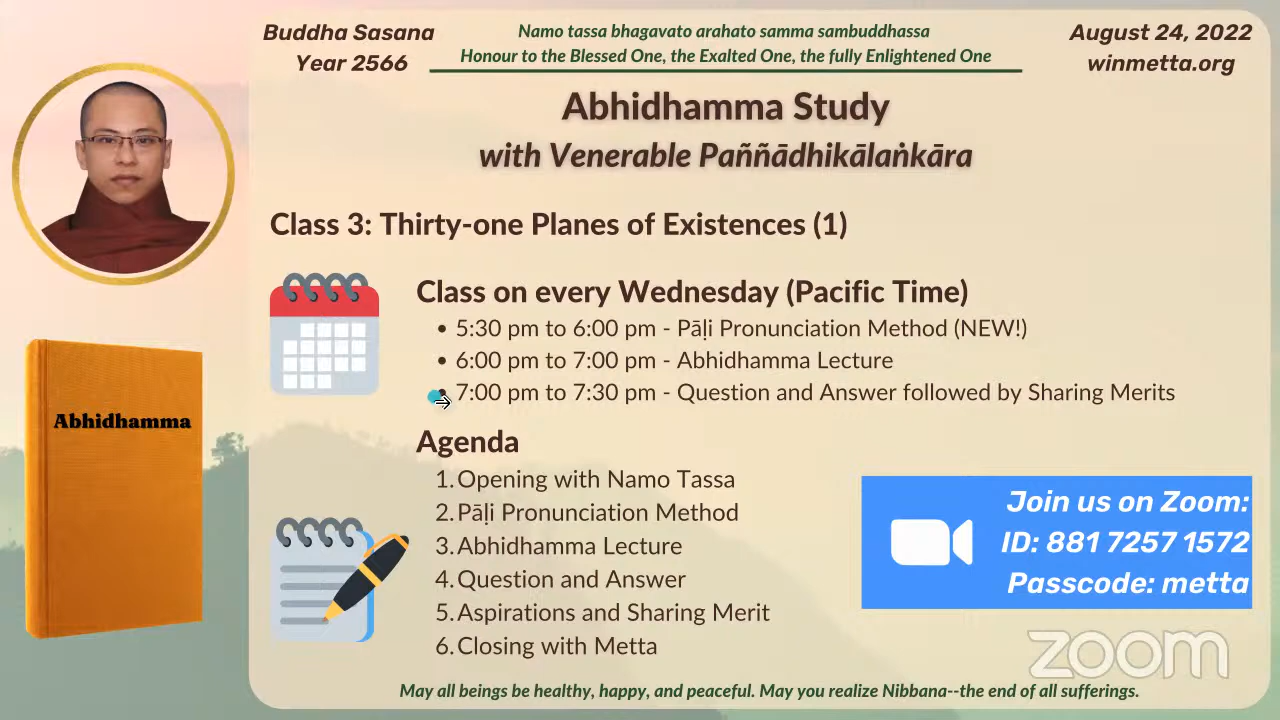 Buddha Sasana
Year 2566
Namo tassa bhagavato arahato samma sambuddhassa
Honour to the Blessed One, the Exalted One, the fully Enlightened One
August 24, 2022
winmetta.org
Abhidhamma Study
with Venerable Paññādhikālaṅkāra
Class 3: Thirty-one Planes of Existences (1)
Class on every Wednesday (Pacific Time)
• 5:30 pm to 6:00 pm - Pāḷi Pronunciation Method (NEW!)
• 6:00 pm to 7:00 pm - Abhidhamma Lecture
• 7:00 pm to 7:30 pm - Question and Answer followed by Sharing Merits
Abhidhamma
Agenda
1. Opening with Namo Tassa
2. Pāḷi Pronunciation Method
3. Abhidhamma Lecture
4. Question and Answer
5. Aspirations and Sharing Merit
6. Closing with Metta
Join us on Zoom:
ID: 881 7257 1572
Passcode: metta
zoom
May all beings be healthy, happy, and peaceful. May you realize Nibbana--the end of all sufferings.